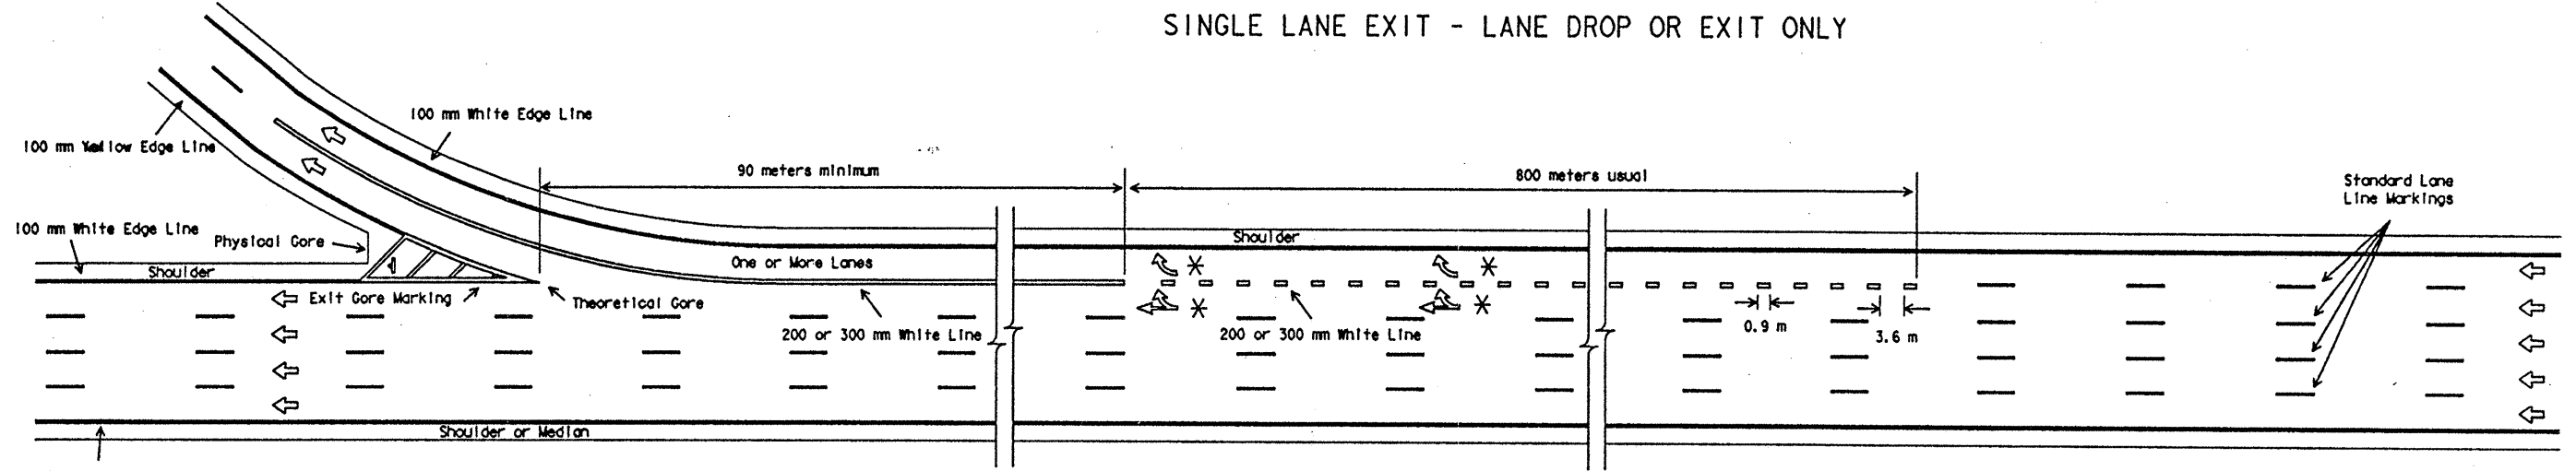 SINGLE LANE EXIT - LANE DROP OR EXIT ONLY
100 mm White Edge Line
100 mm Yellow Edge Line
90 meters minimum
800 meters usual
Standard Lane
Line Markings
100 mm White Edge Line
Physical Gore
Shoulder
Shoulder
One or More Lanes
Exit Gore Marking
Theoretical Gore
200 or 300 mm White Line
200 or 300 mm White Line
0.9 m
3.6 m
Shoulder or Median